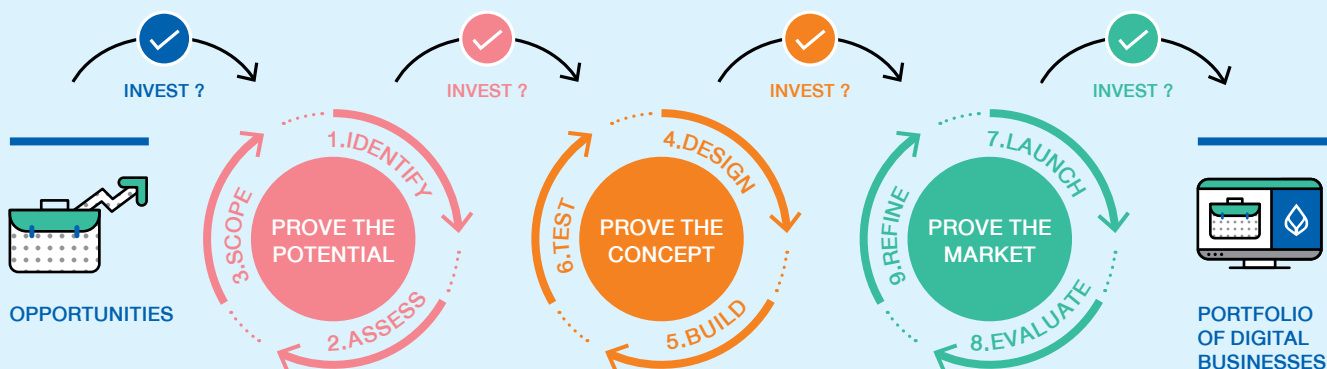 INVEST ?
INVEST ?
INVEST ?
INVEST ?
OPPORTUNITIES
1.IDENTIFY
2.ASSESS
3.SCOPE
PROVE THE
POTENTIAL
4.DESIGN
5.BUILD
6.TEST
PROVE THE
CONCEPT
7.LAUNCH
8.EVALUATE
9.REFINE
PROVE THE
MARKET
PORTFOLIO
OF DIGITAL
BUSINESSES